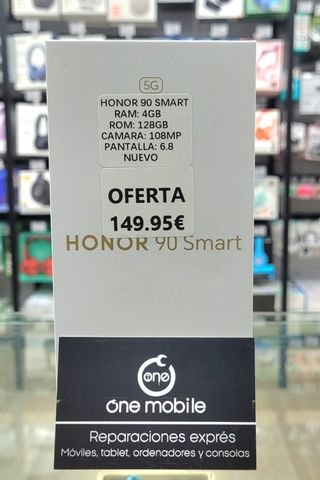 5G
HONOR 90 SMART
RAM: 4GB
ROM: 128GB
CAMARA: 108MP
PANTALLA: 6.8
NUEVO
OFERTA
149.95€
HONOR 90 Smart
one
one mobile
Reparaciones exprés
Móviles, tablet, ordenadores y consolas